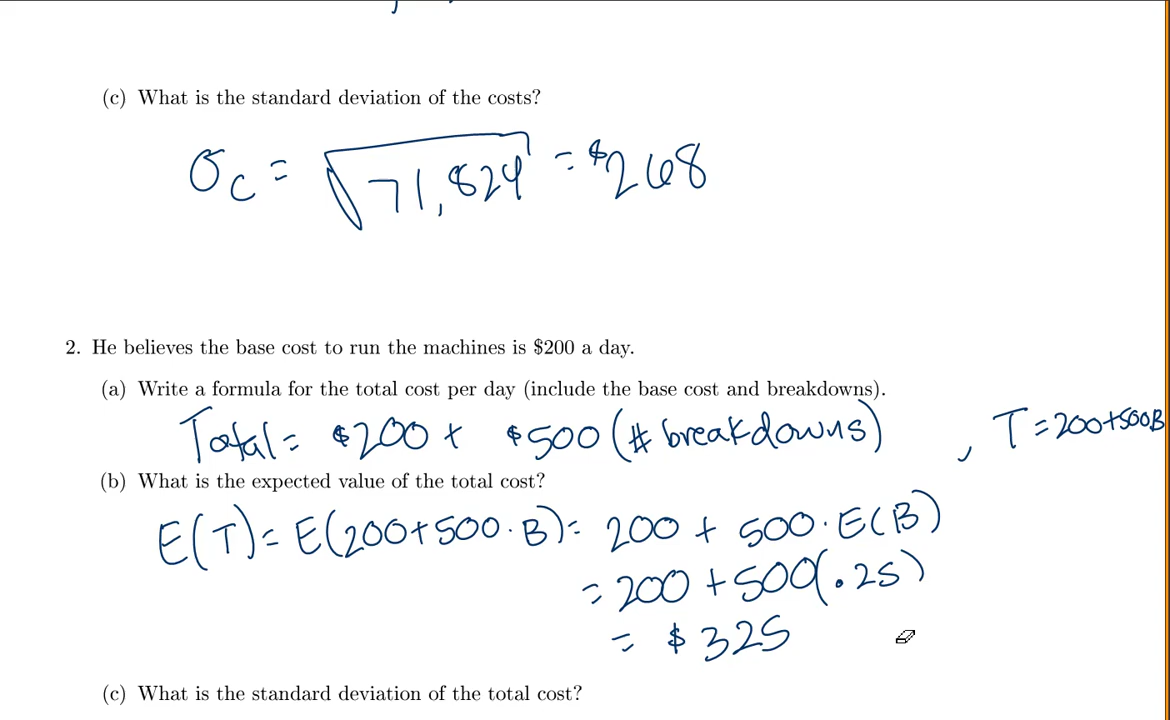 (c) What is the standard deviation of the costs?
σc = √71,824 = $268
2. He believes the base cost to run the machines is $200 a day.
(a) Write a formula for the total cost per day (include the base cost and breakdowns).
Total = $200 + $500 (# breakdowns) , T = 200+500B
(b) What is the expected value of the total cost?
E(T) = E(200+500·B) = 200 + 500·E(B)
= 200 + 500(.25)
= $325
(c) What is the standard deviation of the total cost?